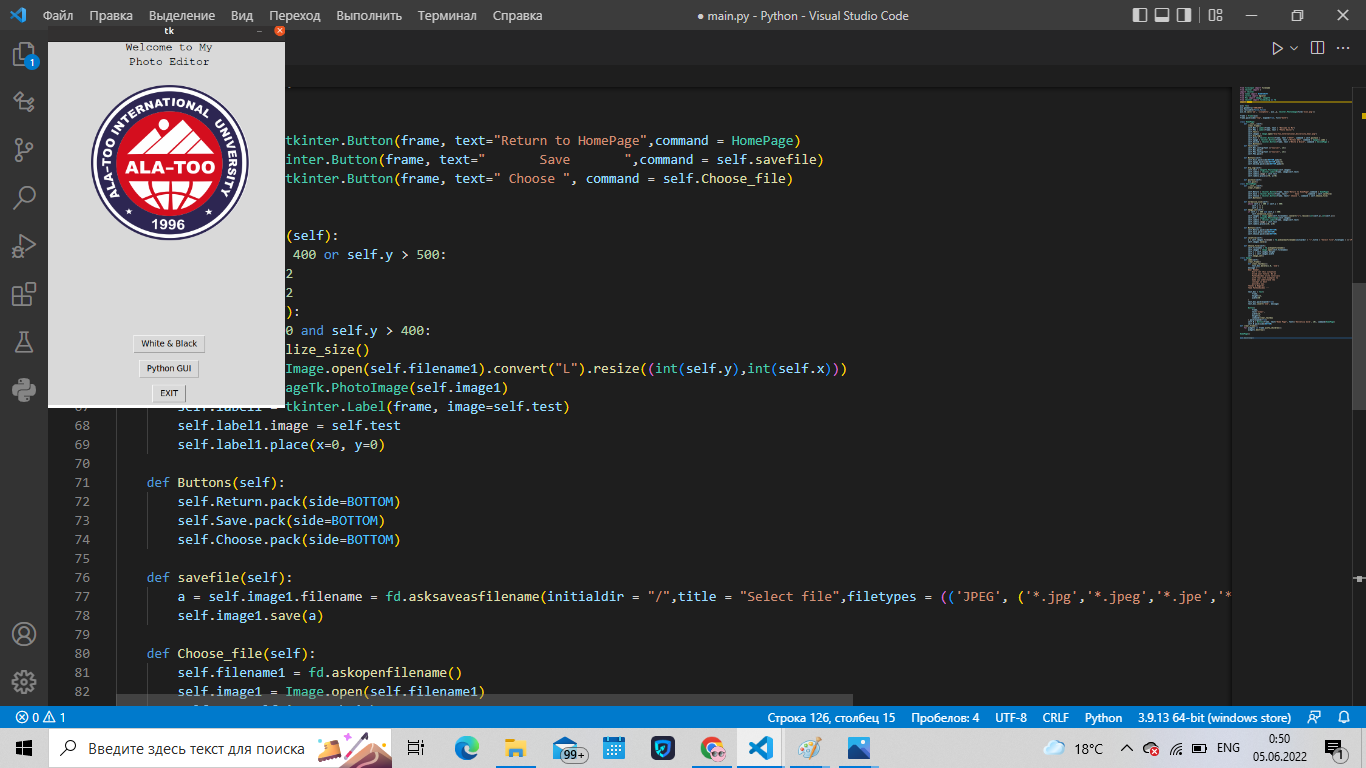 Файл Правка Выделение Вид Переход Выполнить Терминал Справка
● main.py - Python - Visual Studio Code
tk
Welcome to My
Photo Editor
ALA-TOO INTERNATIONAL UNIVERSITY
ALA-TOO
1996
White & Black
Python GUI
EXIT
1
tkinter.Button(frame, text="Return to HomePage",command = HomePage)
inter.Button(frame, text="       Save       ",command = self.savefile)
tkinter.Button(frame, text=" Choose ", command = self.Choose_file)
(self):
400 or self.y > 500:
2
2
):
0 and self.y > 400:
lize_size()
Image.open(self.filename1).convert("L").resize((int(self.y),int(self.x)))
ageTk.PhotoImage(self.image1)
tkinter.Label(frame, image=self.test)
68 self.label1.image = self.test
69 self.label1.place(x=0, y=0)
70
71 def Buttons(self):
72 self.Return.pack(side=BOTTOM)
73 self.Save.pack(side=BOTTOM)
74 self.Choose.pack(side=BOTTOM)
75
76 def savefile(self):
77 a = self.image1.filename = fd.asksaveasfilename(initialdir = "/",title = "Select file",filetypes = (('JPEG', ('*.jpg','*.jpeg','*.jpe','*
78 self.image1.save(a)
79
80 def Choose_file(self):
81 self.filename1 = fd.askopenfilename()
82 self.image1 = Image.open(self.filename1)
0 1
Строка 126, столбец 15 Пробелов: 4 UTF-8 CRLF Python 3.9.13 64-bit (windows store)
Введите здесь текст для поиска
99+
18°C
ENG
0:50
05.06.2022
1